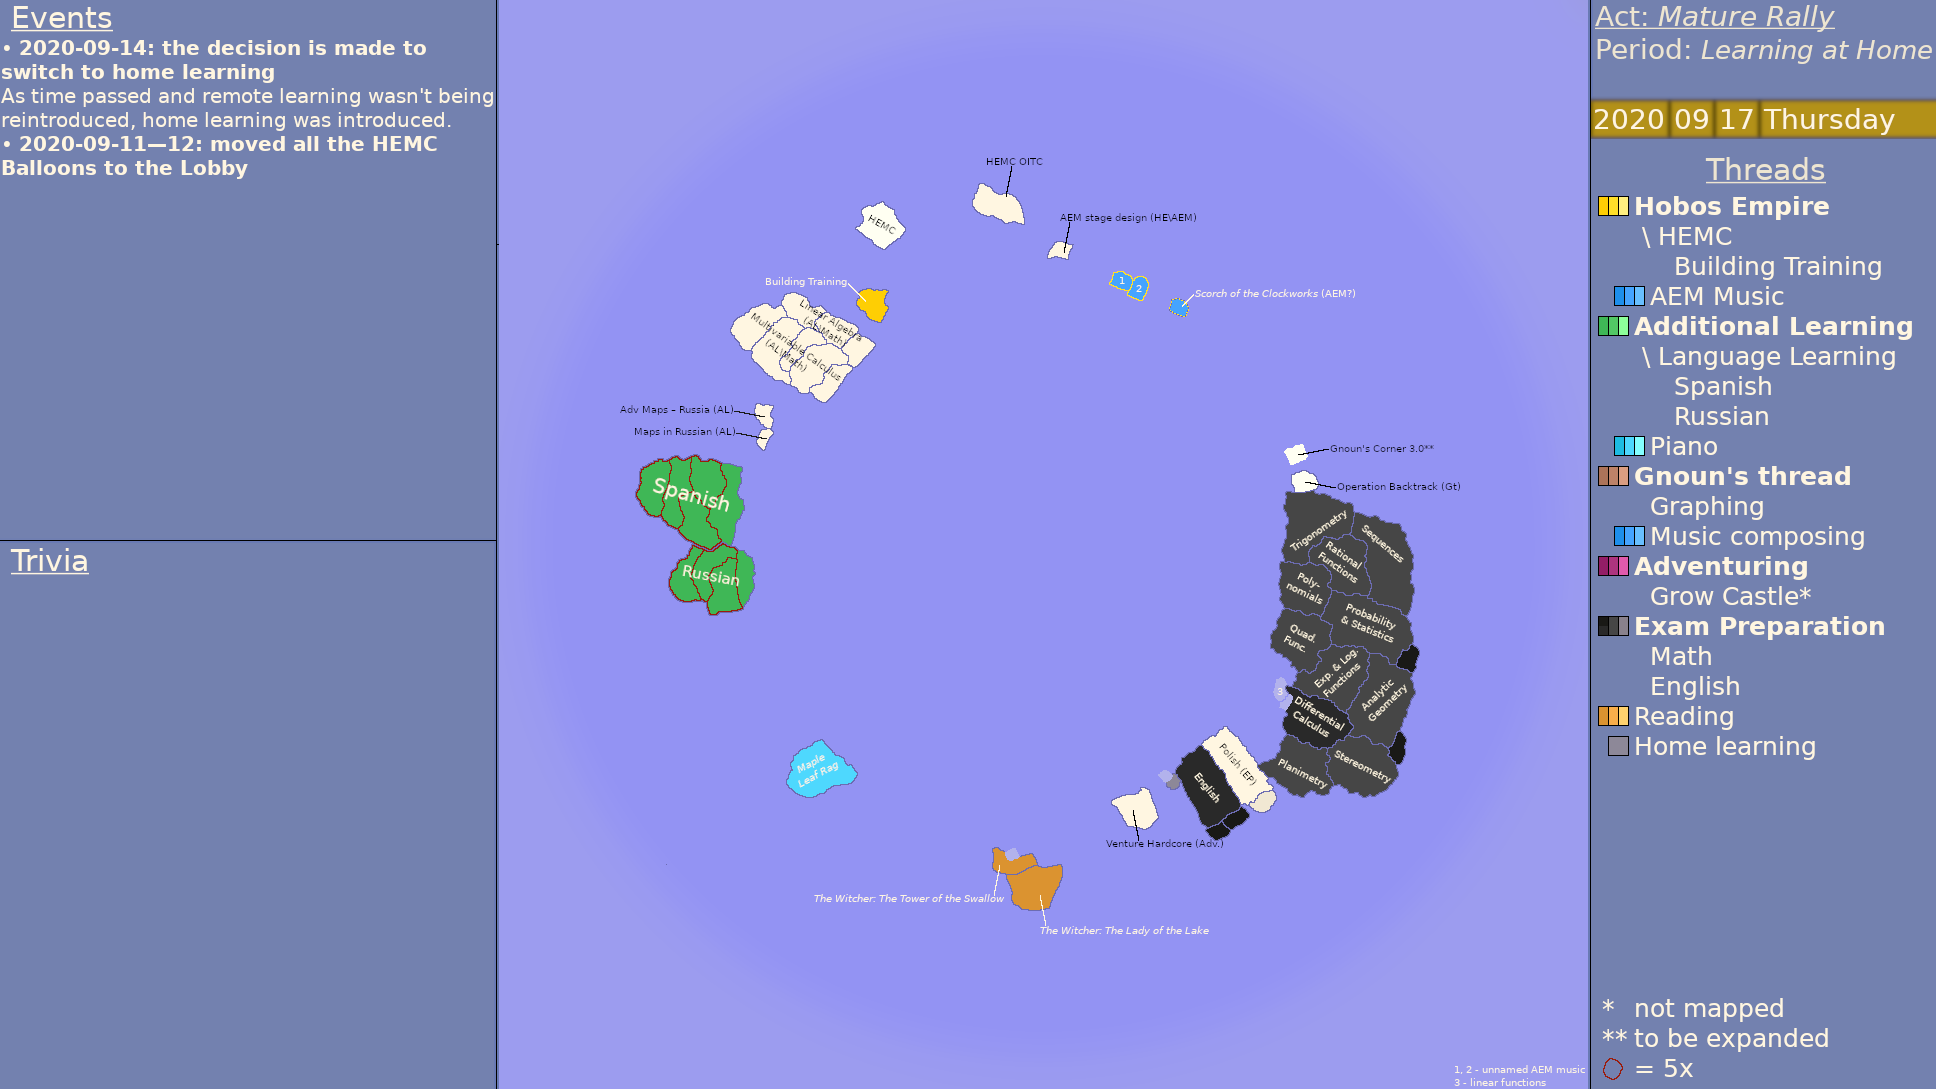 Events
• 2020-09-14: the decision is made to
switch to home learning
As time passed and remote learning wasn't being
reintroduced, home learning was introduced.
• 2020-09-11—12: moved all the HEMC
Balloons to the Lobby
Trivia
HEMC OITC
HEMC
AEM stage design (HE\AEM)
Building Training
1
2
Scorch of the Clockworks (AEM?)
Linear Algebra
(AL\Math)
Multivariable Calculus
(AL\Math)
Adv Maps – Russia (AL)
Maps in Russian (AL)
Spanish
Russian
Gnoun's Corner 3.0**
Operation Backtrack (Gt)
Trigonometry
Sequences
Rational
Functions
Poly-
nomials
Probability
& Statistics
Quad.
Func.
Exp. & Log.
Functions
3
Analytic
Geometry
Differential
Calculus
Planimetry
Stereometry
Polish (EP)
English
Maple
Leaf Rag
Venture Hardcore (Adv.)
The Witcher: The Tower of the Swallow
The Witcher: The Lady of the Lake
1, 2 - unnamed AEM music
3 - linear functions
Act: Mature Rally
Period: Learning at Home
2020 09 17 Thursday
Threads
Hobos Empire
\ HEMC
Building Training
AEM Music
Additional Learning
\ Language Learning
Spanish
Russian
Piano
Gnoun's thread
Graphing
Music composing
Adventuring
Grow Castle*
Exam Preparation
Math
English
Reading
Home learning
* not mapped
** to be expanded
= 5x